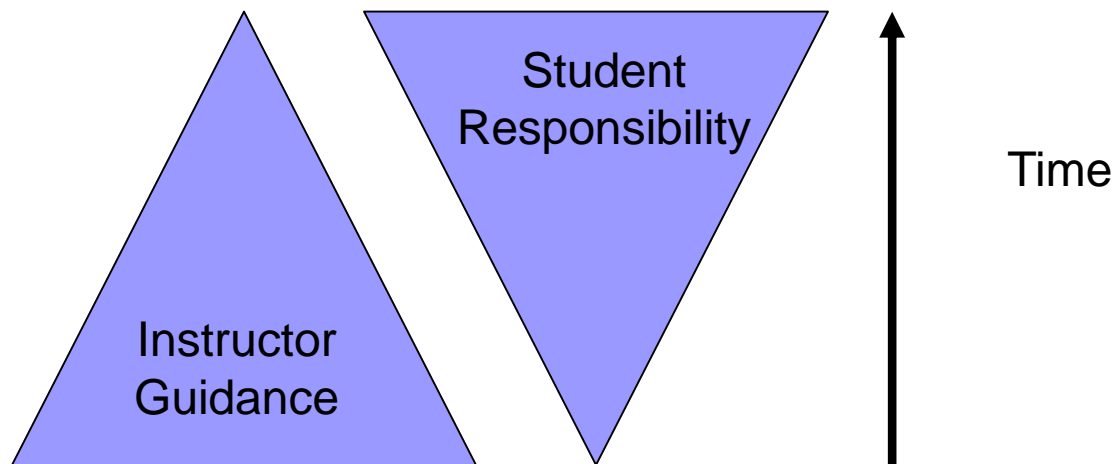 Student
Responsibility
Time
Instructor
Guidance